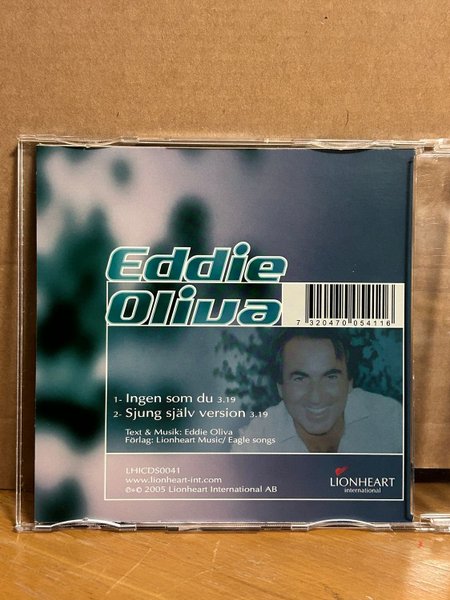 Eddie
Oliva
7 320470 054116
1- Ingen som du 3.19
2- Sjung själv version 3.19
Text & Musik: Eddie Oliva
Förlag: Lionheart Music/ Eagle songs
LHICDS0041
www.lionheart-int.com
℗+© 2005 Lionheart International AB
LIONHEART
international